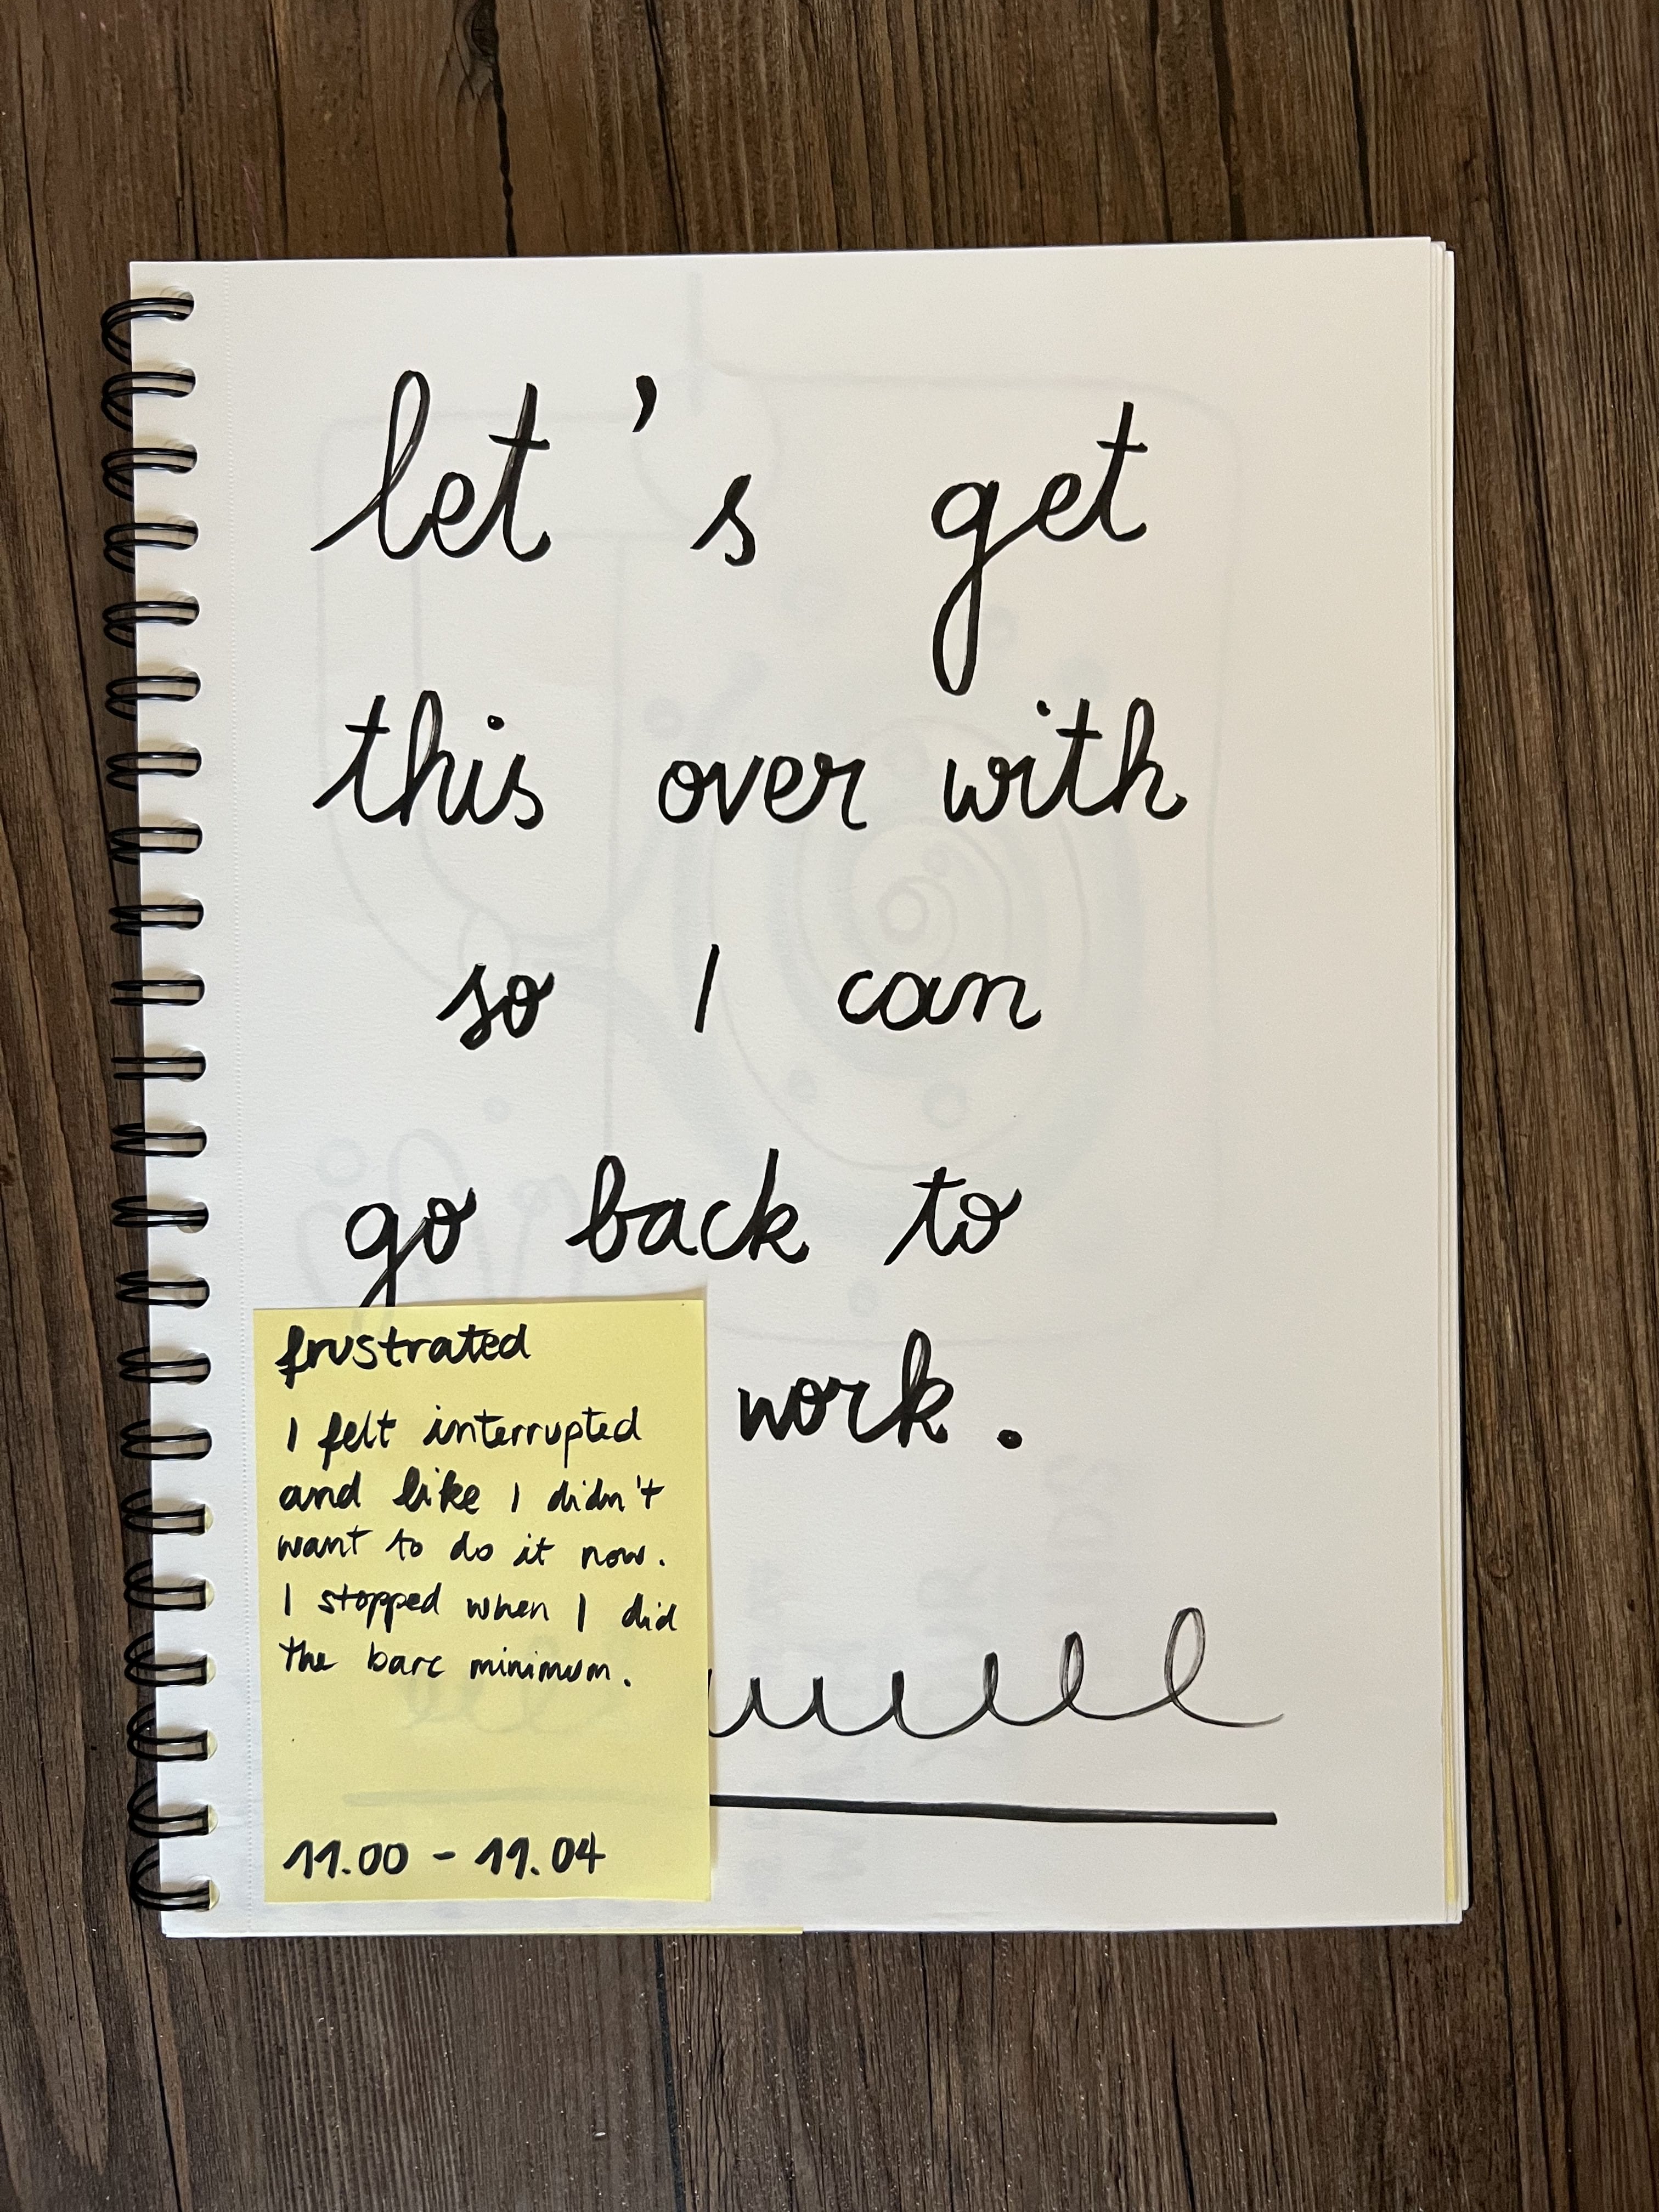 let's get
this over with
so I can
go back to
work.
frustrated
I felt interrupted
and like I didn't
want to do it now.
I stopped when I did
the bare minimum.
11.00 - 11.04